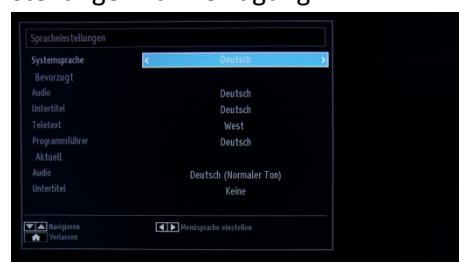 Spracheinstellungen
Systemsprache Deutsch
Bevorzugt
Audio Deutsch
Untertitel Deutsch
Teletext West
Programmführer Deutsch
Aktuell
Audio Deutsch (Normaler Ton)
Untertitel Keine
Navigieren Menüsprache einstellen
Verlassen